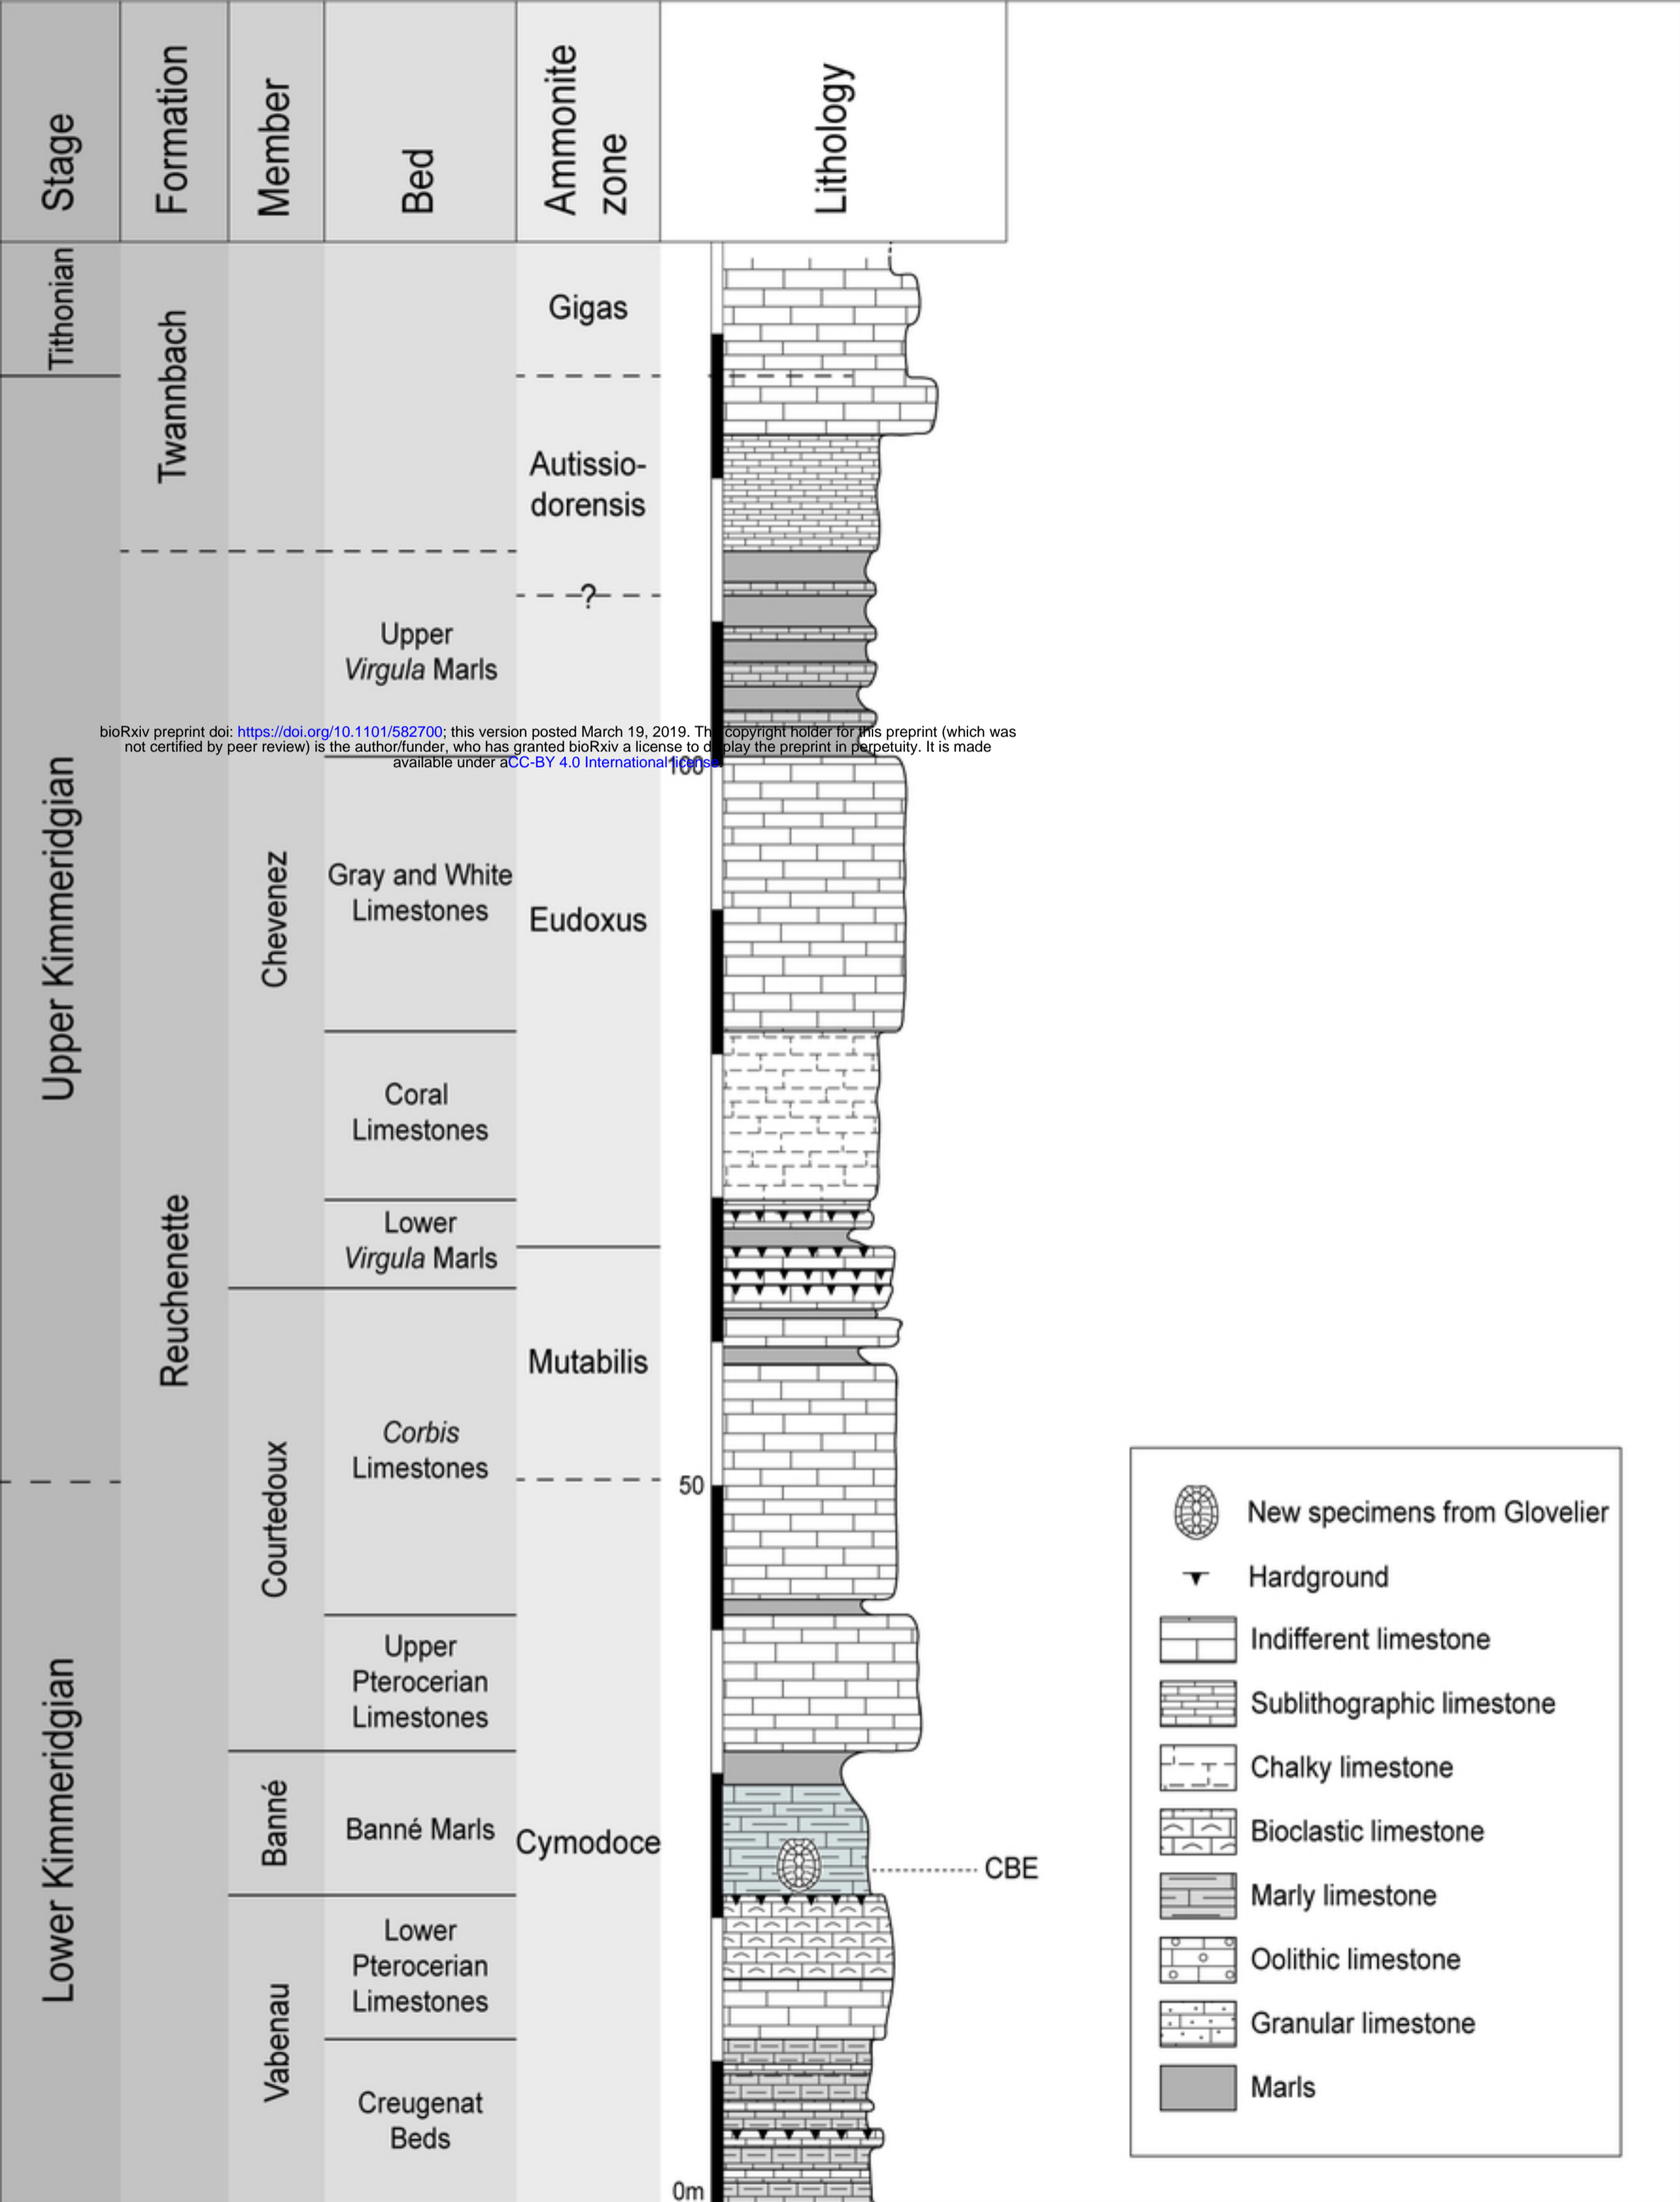 Stage
Formation
Member
Bed
Ammonite
zone
Lithology
Tithonian
Twannbach
Gigas
Autissio-
dorensis
?
Upper
Virgula Marls
bioRxiv preprint doi: https://doi.org/10.1101/582700; this version posted March 19, 2019. The copyright holder for this preprint (which was
not certified by peer review) is the author/funder, who has granted bioRxiv a license to display the preprint in perpetuity. It is made
available under aCC-BY 4.0 International license.
100
Upper Kimmeridgian
Chevenez
Gray and White
Limestones
Eudoxus
Coral
Limestones
Reuchenette
Lower
Virgula Marls
Mutabilis
Courtedoux
Corbis
Limestones
50
Lower Kimmeridgian
Upper
Pterocerian
Limestones
Banné
Banné Marls
Cymodoce
CBE
Vabenau
Lower
Pterocerian
Limestones
Creugenat
Beds
0m
New specimens from Glovelier
Hardground
Indifferent limestone
Sublithographic limestone
Chalky limestone
Bioclastic limestone
Marly limestone
Oolithic limestone
Granular limestone
Marls